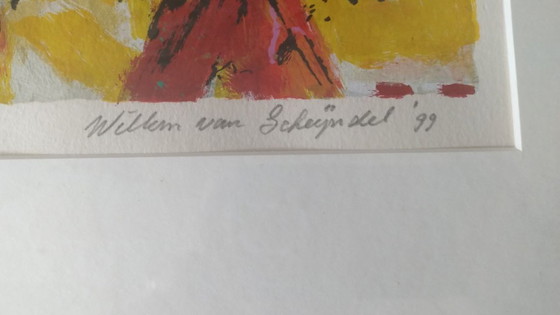 Willem van Scheijndel '99